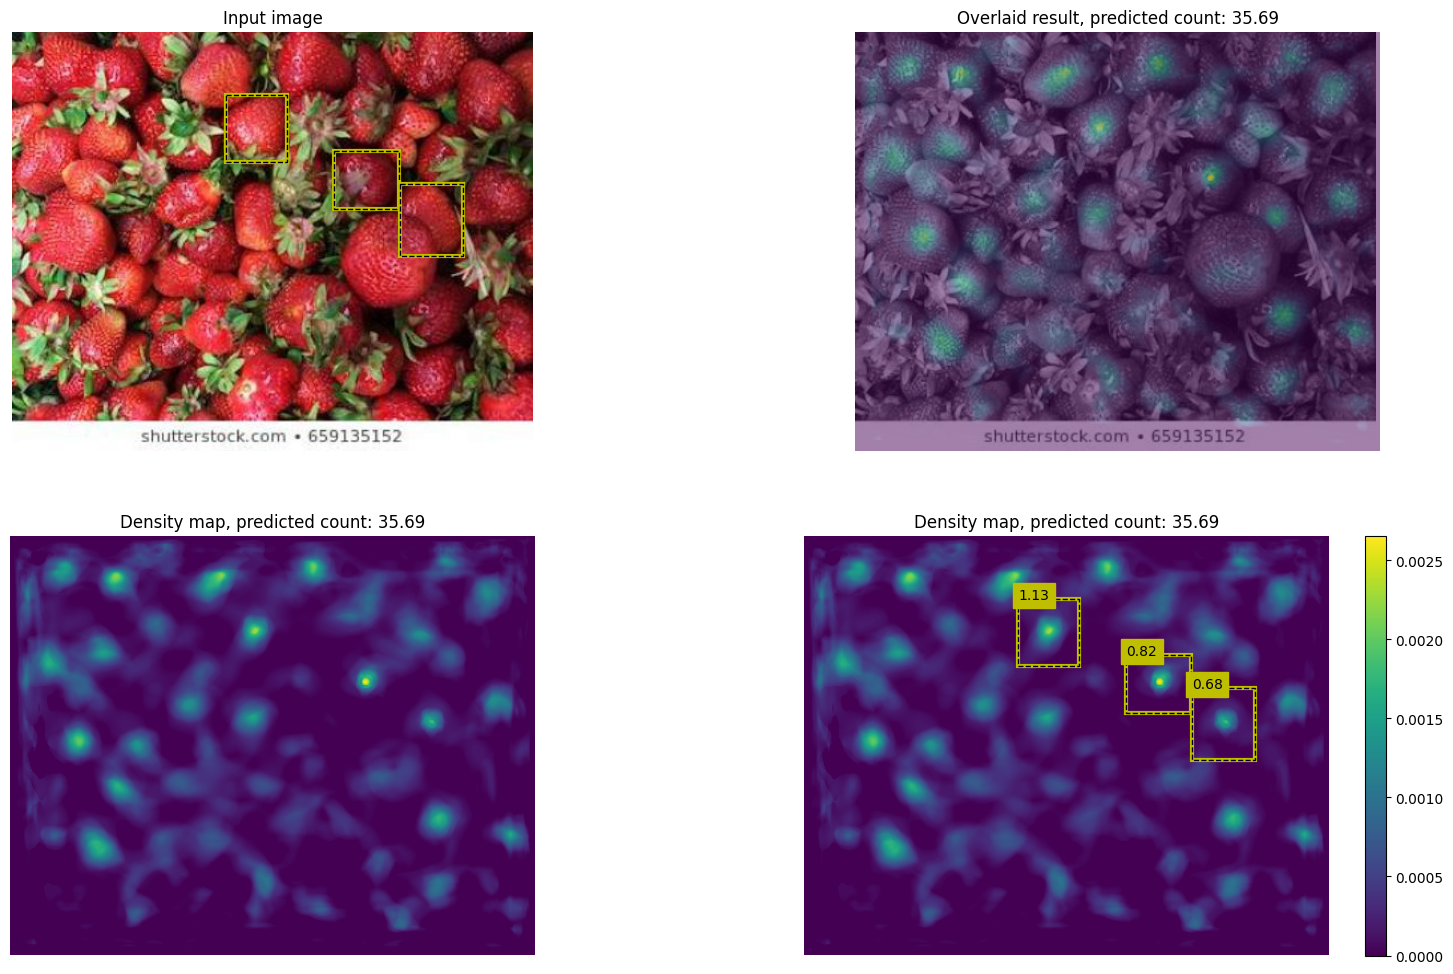 Input image
Overlaid result, predicted count: 35.69
shutterstock.com • 659135152
shutterstock.com • 659135152
Density map, predicted count: 35.69
Density map, predicted count: 35.69
1.13
0.82
0.68
0.0025
0.0020
0.0015
0.0010
0.0005
0.0000